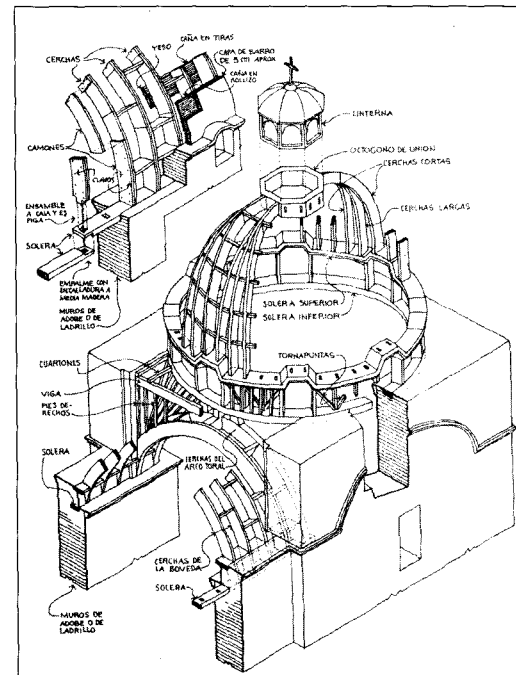 CERCHAS
YESO
CAÑA EN TIRAS
CAPA DE BARRO
DE 5 cm APROX
CAÑA EN
ROLLIZO
CAMONES
CLAVOS
ENSAMBLE
A CAJA Y ES
PIGA
SOLERA
EMPALME CON
ENTALLADURA A
MEDIA MADERA
MUROS DE
ADOBE O DE
LADRILLO
LINTERNA
OCTOGONO DE UNION
CERCHAS CORTAS
CERCHAS LARGAS
SOLERA SUPERIOR
SOLERA INFERIOR
TORNAPUNTAS
CUARTONES
VIGA
PIES DE-
RECHOS
SOLERA
CERCHAS DEL
ARCO TORAL
CERCHAS DE
LA BOVEDA
SOLERA
MUROS DE
ADOBE O DE
LADRILLO